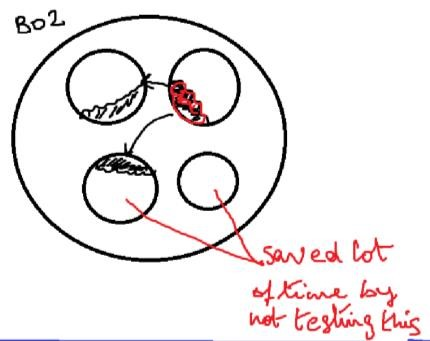 BO2
saved lot
of time by
not testing this